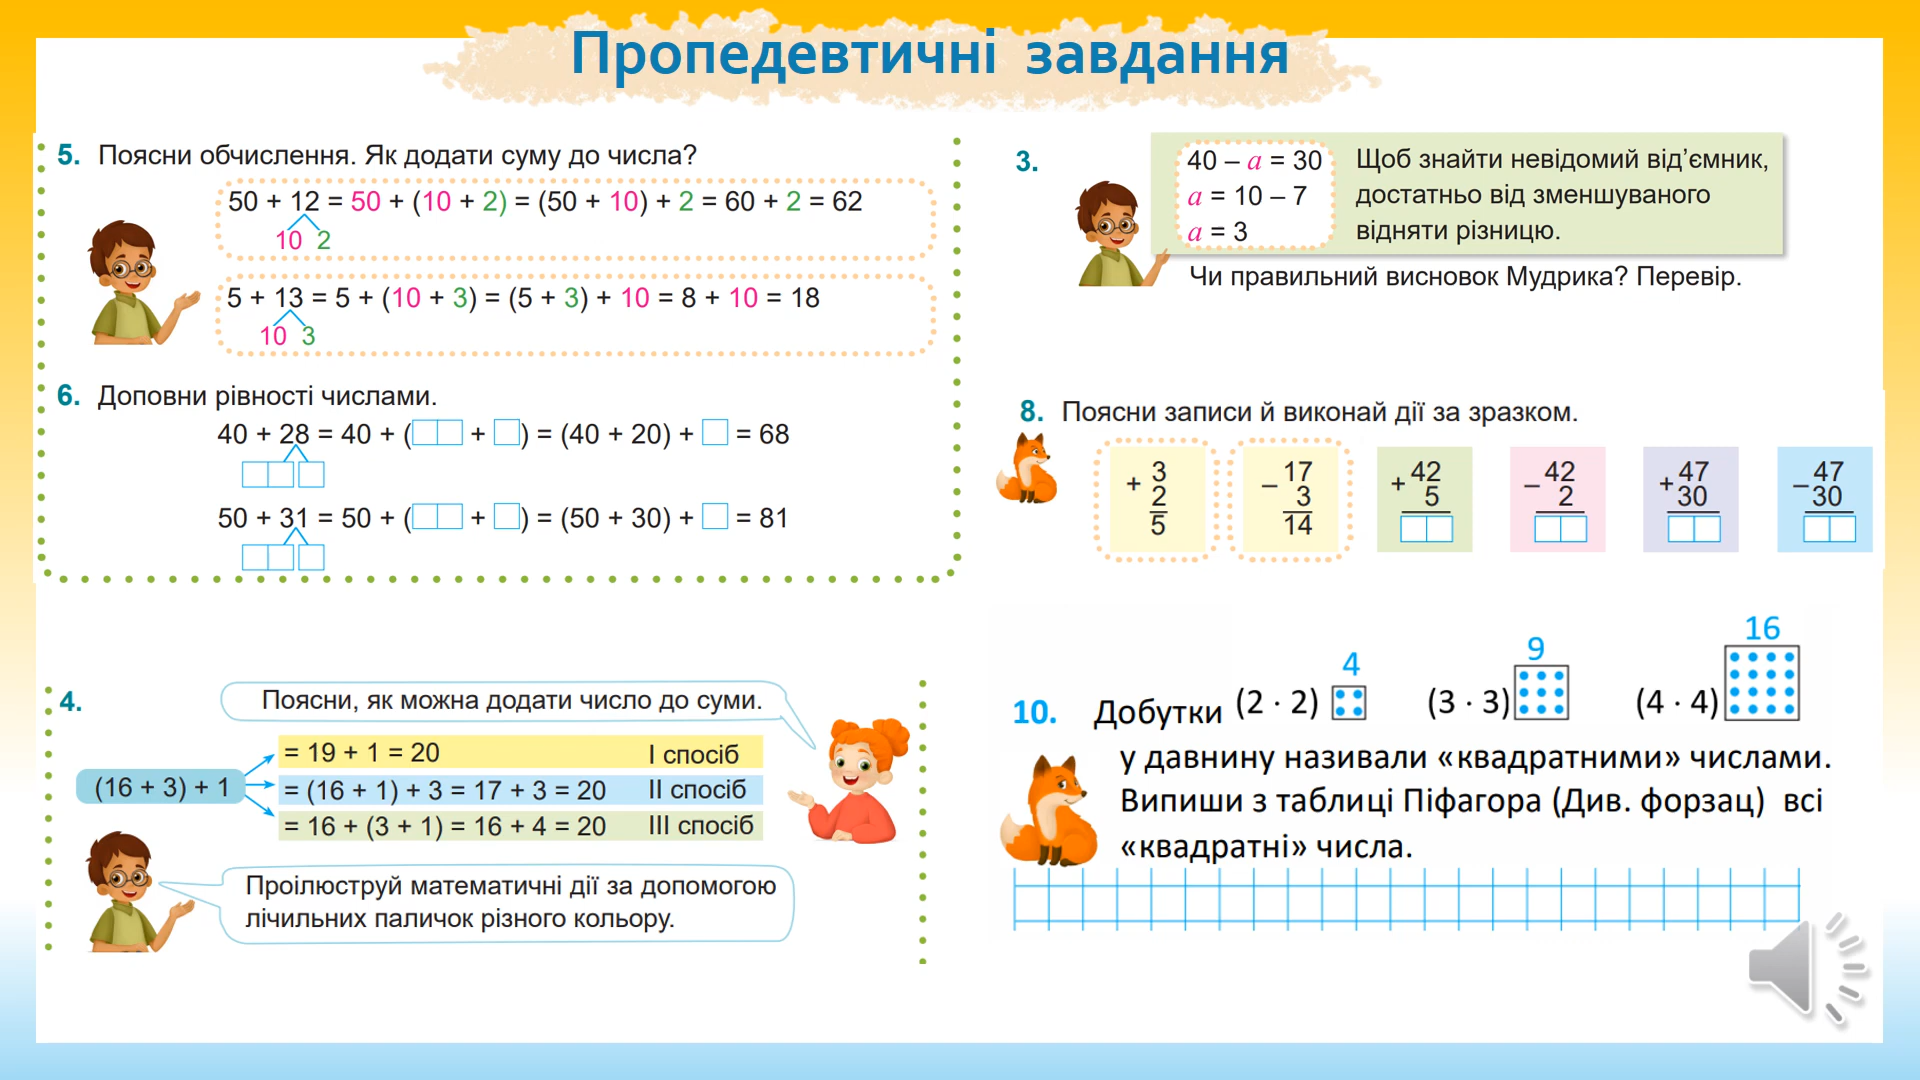 Пропедевтичні завдання
5. Поясни обчислення. Як додати суму до числа?
50 + 12 = 50 + (10 + 2) = (50 + 10) + 2 = 60 + 2 = 62
10 2
5 + 13 = 5 + (10 + 3) = (5 + 3) + 10 = 8 + 10 = 18
10 3
6. Доповни рівності числами.
40 + 28 = 40 + ( + ) = (40 + 20) + = 68
50 + 31 = 50 + ( + ) = (50 + 30) + = 81
4. Поясни, як можна додати число до суми.
(16 + 3) + 1
= 19 + 1 = 20 І спосіб
= (16 + 1) + 3 = 17 + 3 = 20 ІІ спосіб
= 16 + (3 + 1) = 16 + 4 = 20 ІІІ спосіб
Проілюструй математичні дії за допомогою
лічильних паличок різного кольору.
3.
40 – a = 30
a = 10 – 7
a = 3
Щоб знайти невідомий від’ємник,
достатньо від зменшуваного
відняти різницю.
Чи правильний висновок Мудрика? Перевір.
8. Поясни записи й виконай дії за зразком.
+ 3 – 17 + 42 – 42 + 47 – 47
2 3 5 2 30 30
5 14
4 9 16
10. Добутки (2 · 2) (3 · 3) (4 · 4)
у давнину називали «квадратними» числами.
Випиши з таблиці Піфагора (Див. форзац) всі
«квадратні» числа.